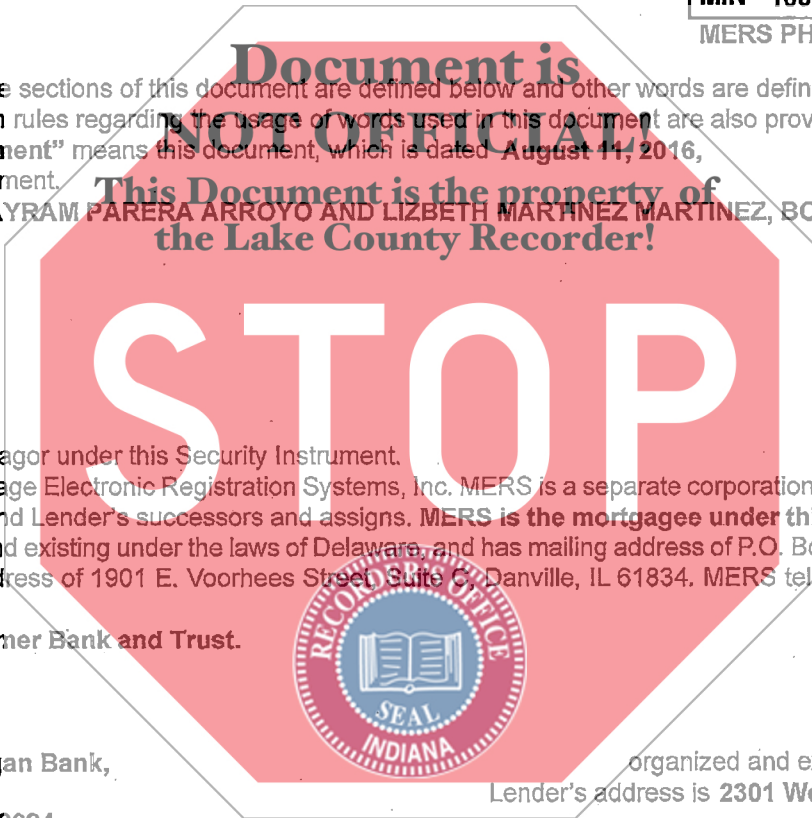 MIN
MERS PH
Document is
e sections of this document are defined below and other words are defin
NOT OFFICIAL!
rules regarding the usage of words used in this document are also prov
ment" means this document, which is dated August 11, 2016,
ment.
This Document is the property of
YRAM PARERA ARROYO AND LIZBETH MARTINEZ MARTINEZ, BO
the Lake County Recorder!
STOP
agor under this Security Instrument.
age Electronic Registration Systems, Inc. MERS is a separate corporation
nd Lender's successors and assigns. MERS is the mortgagee under thi
d existing under the laws of Delaware, and has mailing address of P.O. Bo
ress of 1901 E. Voorhees Street, Suite C, Danville, IL 61834. MERS tel
mer Bank and Trust.
RECORDER'S OFFICE
SEAL
INDIANA
an Bank,
organized and e
Lender's address is 2301 We